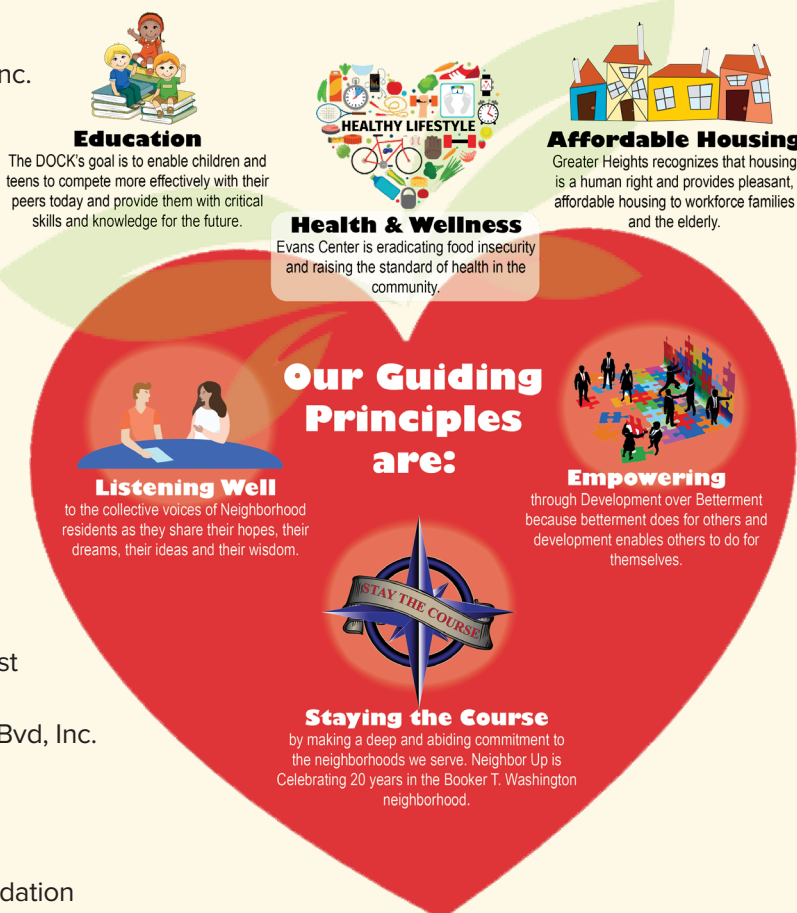 nc.
Education
The DOCK's goal is to enable children and
teens to compete more effectively with their
peers today and provide them with critical
skills and knowledge for the future.
HEALTHY LIFESTYLE
Health & Wellness
Evans Center is eradicating food insecurity
and raising the standard of health in the
community.
Affordable Housing
Greater Heights recognizes that housing
is a human right and provides pleasant,
affordable housing to workforce families
and the elderly.
Our Guiding
Principles
are:
Listening Well
to the collective voices of Neighborhood
residents as they share their hopes, their
dreams, their ideas and their wisdom.
Empowering
through Development over Betterment
because betterment does for others and
development enables others to do for
themselves.
STAY THE COURSE
Staying the Course
by making a deep and abiding commitment to
the neighborhoods we serve. Neighbor Up is
Celebrating 20 years in the Booker T. Washington
neighborhood.
st
Bvd, Inc.
dation